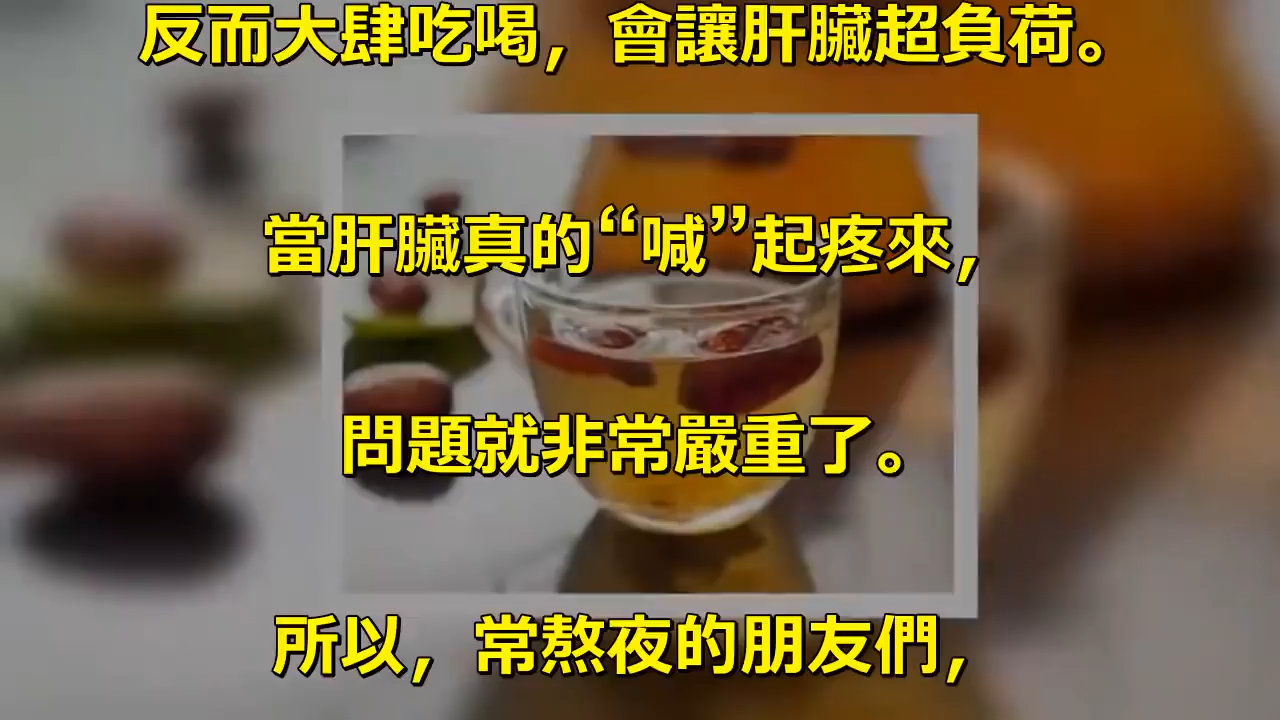 反而大肆吃喝，會讓肝臟超負荷。
當肝臟真的“喊”起疼來，
問題就非常嚴重了。
所以，常熬夜的朋友們，